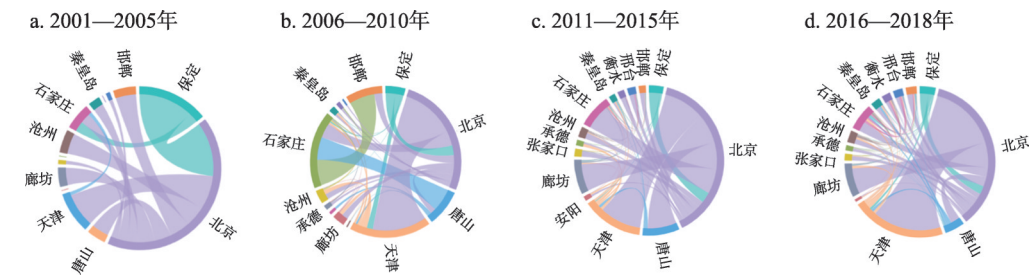 a. 2001—2005年
保定
北京
唐山
天津
廊坊
沧州
石家庄
秦皇岛
邯郸
b. 2006—2010年
保定
北京
唐山
天津
廊坊
承德
沧州
石家庄
秦皇岛
邯郸
c. 2011—2015年
保定
北京
唐山
天津
安阳
廊坊
张家口
承德
沧州
石家庄
秦皇岛
衡水
邢台
邯郸
d. 2016—2018年
保定
北京
唐山
天津
廊坊
张家口
承德
沧州
石家庄
秦皇岛
衡水
邢台
邯郸